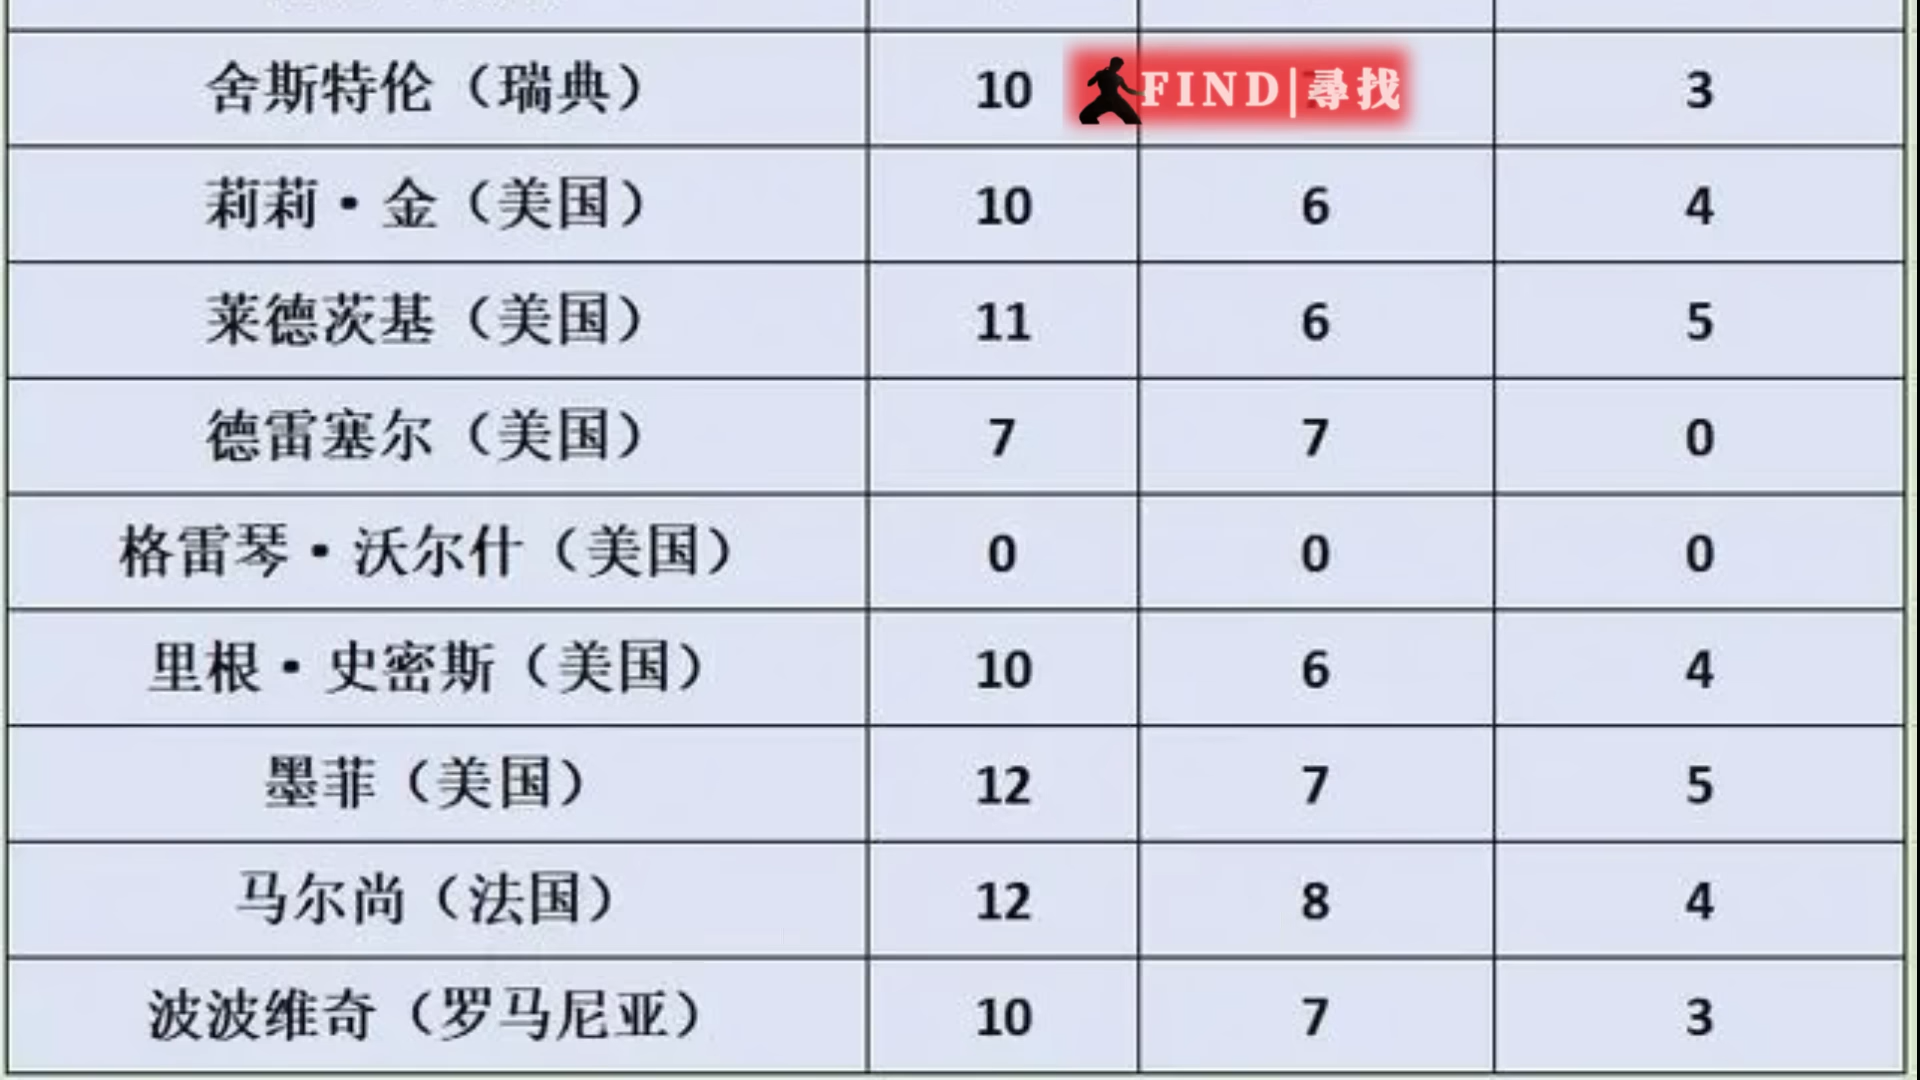 舍斯特伦（瑞典） 10 3
FIND|尋找
莉莉·金（美国） 10 6 4
莱德茨基（美国） 11 6 5
德雷塞尔（美国） 7 7 0
格雷琴·沃尔什（美国） 0 0 0
里根·史密斯（美国） 10 6 4
墨菲（美国） 12 7 5
马尔尚（法国） 12 8 4
波波维奇（罗马尼亚） 10 7 3